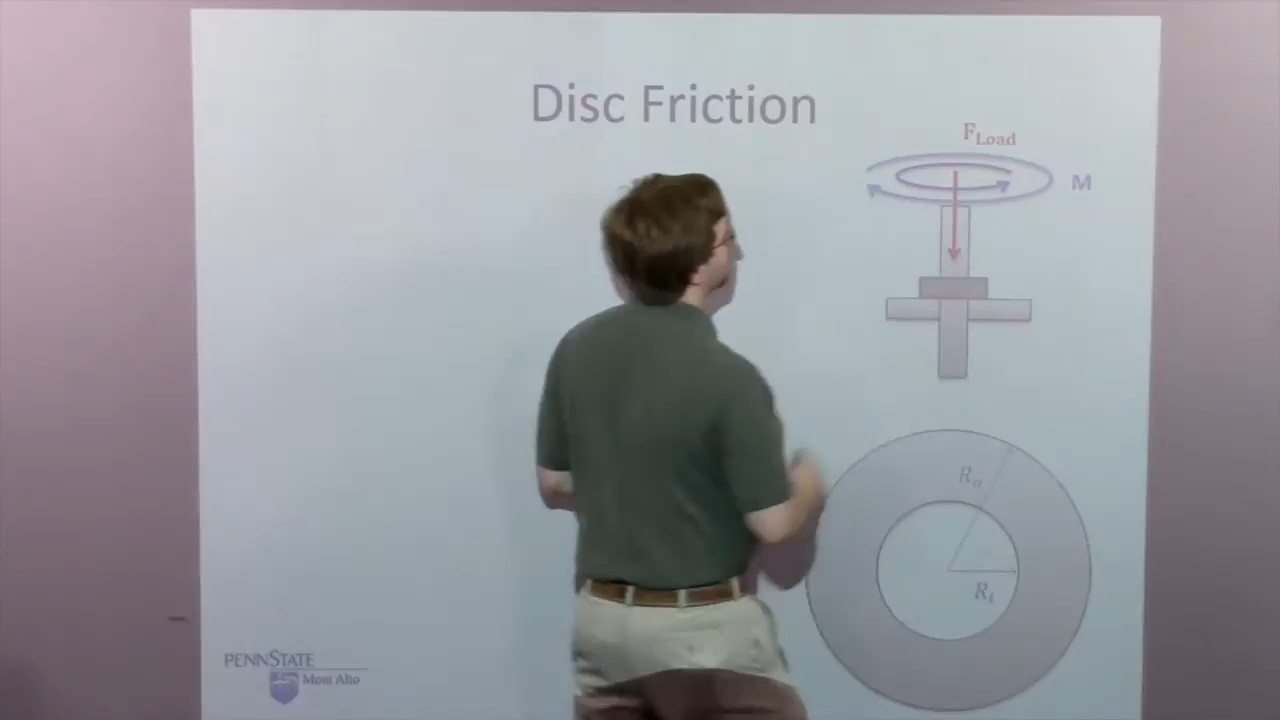 Disc Friction
F_Load
M
R_o
R_i
PENNSTATE
Mont Alto